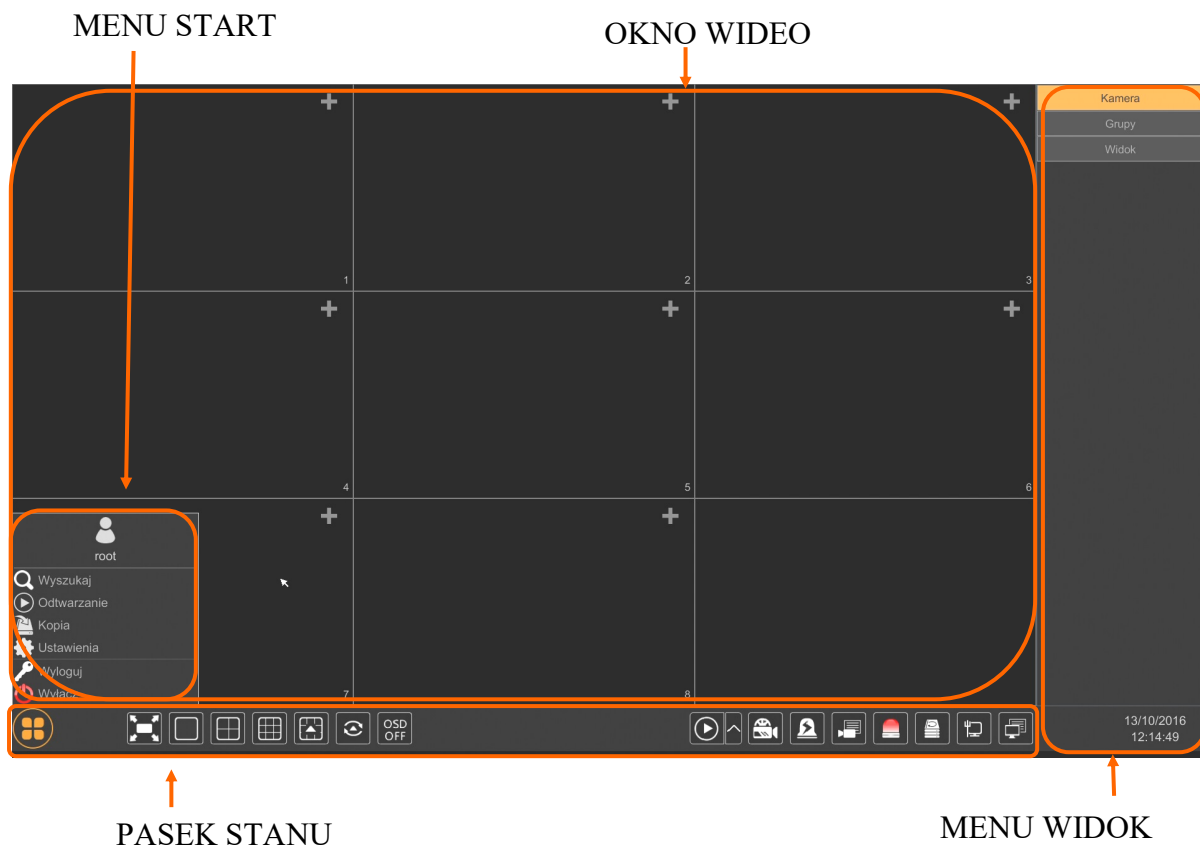 MENU START
OKNO WIDEO
Kamera
Grupy
Widok
1
2
3
4
5
6
root
Wyszukaj
Odtwarzanie
Kopia
Ustawienia
Wyloguj
7
8
OSD
OFF
13/10/2016
12:14:49
PASEK STANU
MENU WIDOK